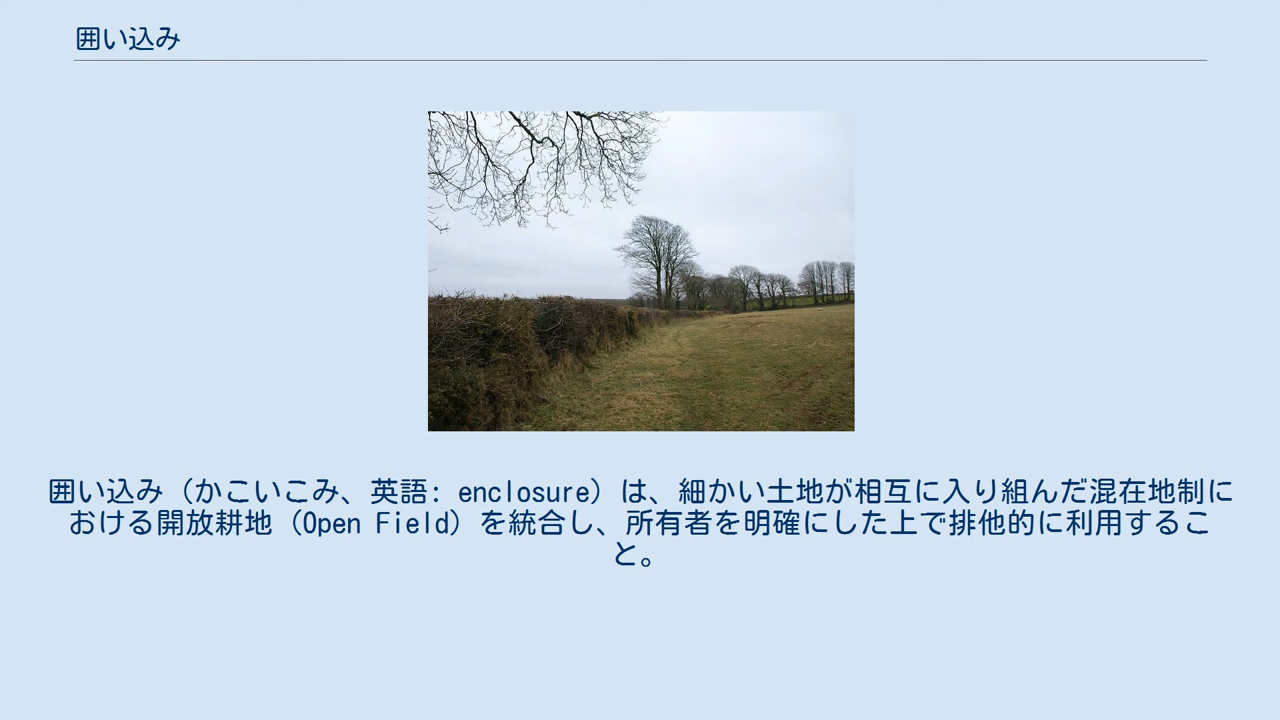 囲い込み
囲い込み（かこいこみ、英語: enclosure）は、細かい土地が相互に入り組んだ混在地制に
おける開放耕地（Open Field）を統合し、所有者を明確にした上で排他的に利用するこ
と。